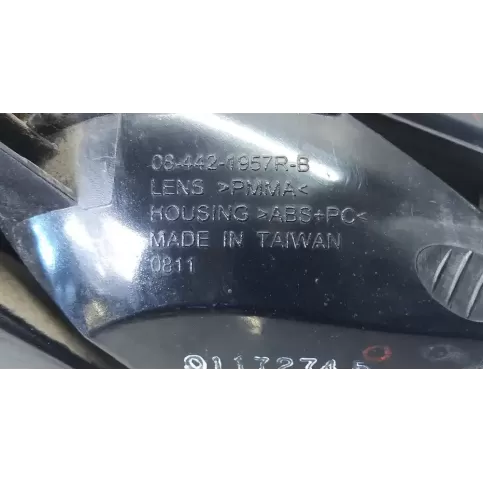 08-442-1957R-B
LENS >PMMA<
HOUSING >ABS+PC<
MADE IN TAIWAN
0811